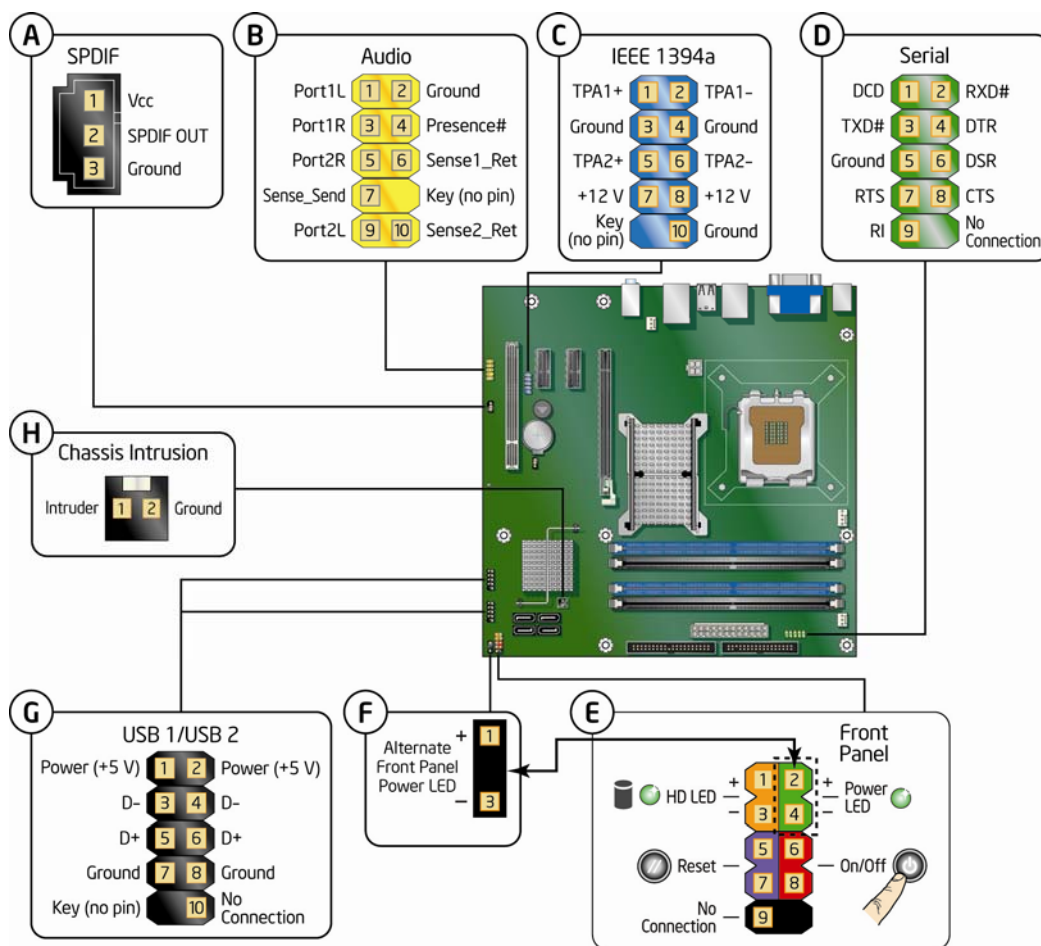 A
SPDIF
1 Vcc
2 SPDIF OUT
3 Ground
B
Audio
Port1L 1 2 Ground
Port1R 3 4 Presence#
Port2R 5 6 Sense1_Ret
Sense_Send 7 Key (no pin)
Port2L 9 10 Sense2_Ret
C
IEEE 1394a
TPA1+ 1 2 TPA1−
Ground 3 4 Ground
TPA2+ 5 6 TPA2−
+12 V 7 8 +12 V
Key
(no pin) 10 Ground
D
Serial
DCD 1 2 RXD#
TXD# 3 4 DTR
Ground 5 6 DSR
RTS 7 8 CTS
RI 9 No
Connection
H
Chassis Intrusion
Intruder 1 2 Ground
G
USB 1/USB 2
Power (+5 V) 1 2 Power (+5 V)
D− 3 4 D−
D+ 5 6 D+
Ground 7 8 Ground
Key (no pin) 10 No
Connection
F
+ 1
Alternate
Front Panel
Power LED
− 3
E
Front
Panel
+ 1 2 +
HD LED
Power
LED
− 3 4 −
Reset 5 6 On/Off
7 8
No
Connection 9